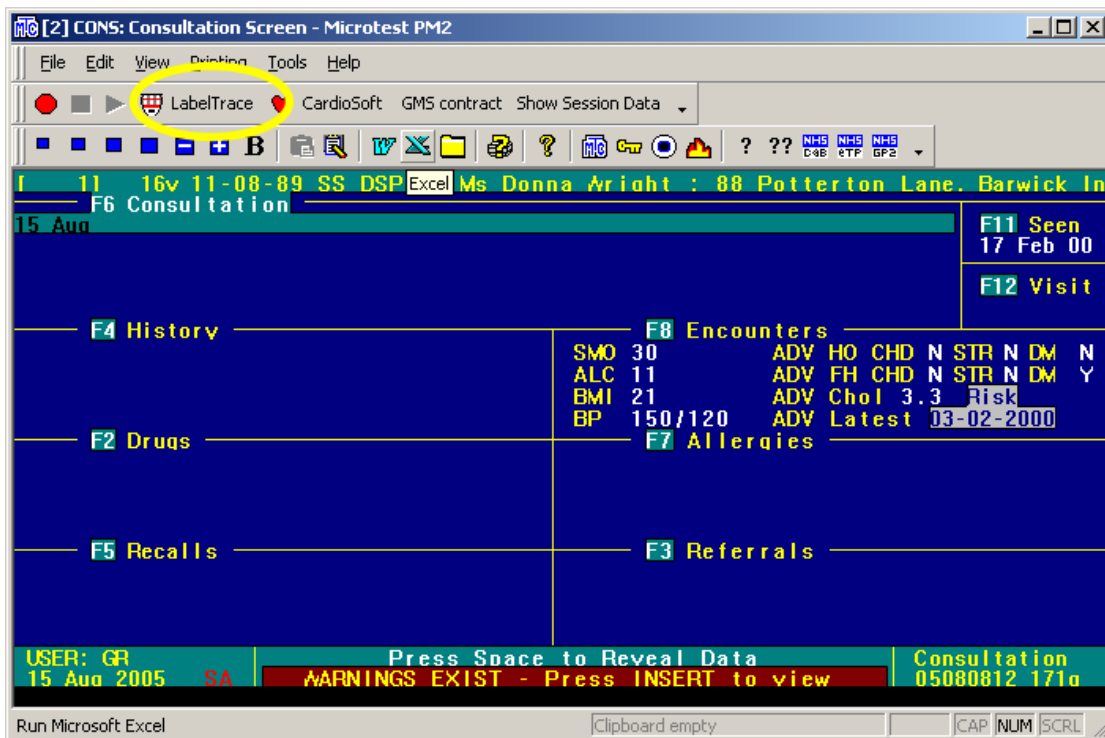 [2] CONS: Consultation Screen - Microtest PM2
File Edit View Printing Tools Help
LabelTrace CardioSoft GMS contract Show Session Data
B ? ?? NHS C&B NHS eTP NHS GP2
[ 1] 16y 11-08-89 SS DSP Excel Ms Donna Wright : 88 Potterton Lane, Barwick In
F6 Consultation
15 Aug
F11 Seen
17 Feb 00
F12 Visit
F4 History
F8 Encounters
SMO 30 ADV HO CHD N STR N DM N
ALC 11 ADV FH CHD N STR N DM Y
BMI 21 ADV Chol 3.3 Risk
BP 150/120 ADV Latest 03-02-2000
F2 Drugs
F7 Allergies
F5 Recalls
F3 Referrals
USER: GR Press Space to Reveal Data Consultation
15 Aug 2005 SA WARNINGS EXIST - Press INSERT to view 05080812 171g
Run Microsoft Excel Clipboard empty CAP NUM SCRL